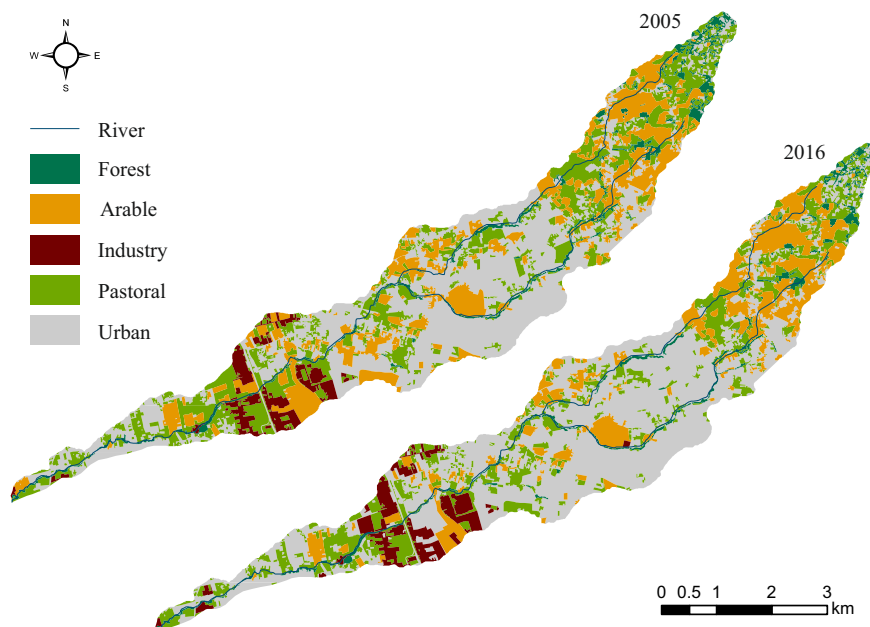 2005
N
W E
S
2016
River
Forest
Arable
Industry
Pastoral
Urban
0 0.5 1 2 3
km